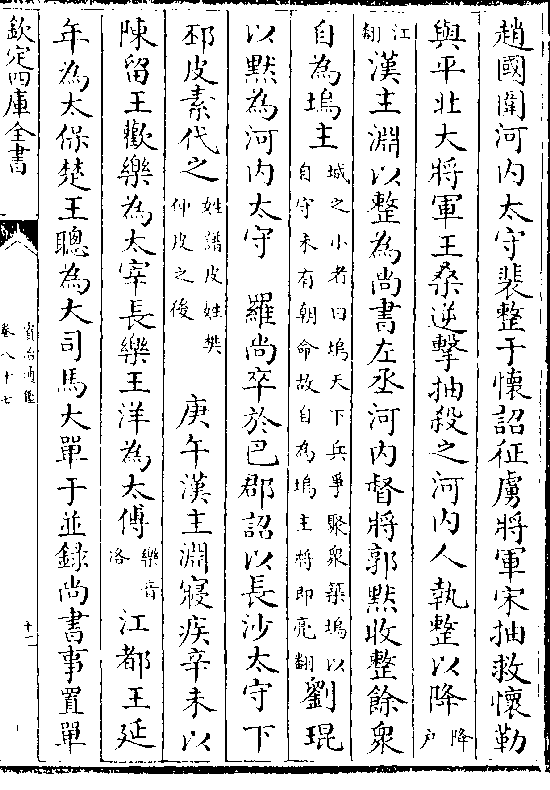 趙國圍河内太守裴整于懷詔征虜將軍宋抽救懷勒
與平北大將軍王桑逆擊抽殺之河内人執整以降降户
江翻漢主淵以整為尚書左丞河内督將郭默收整餘衆
自為塢主城之小者曰塢天下兵爭聚衆築塢以自守未有朝命故自為塢主將即亮翻劉琨
以默為河内太守　羅尚卒於巴郡詔以長沙太守下
邳皮素代之姓譜皮姓樊仲皮之後　庚午漢主淵寢疾辛未以
陳留王歡樂為太宰長樂王洋為太傅樂音洛江都王延
年為太保楚王聰為大司馬大單于並録尚書事置單
欽定四庫全書
資治通鑑
卷八十七
十一